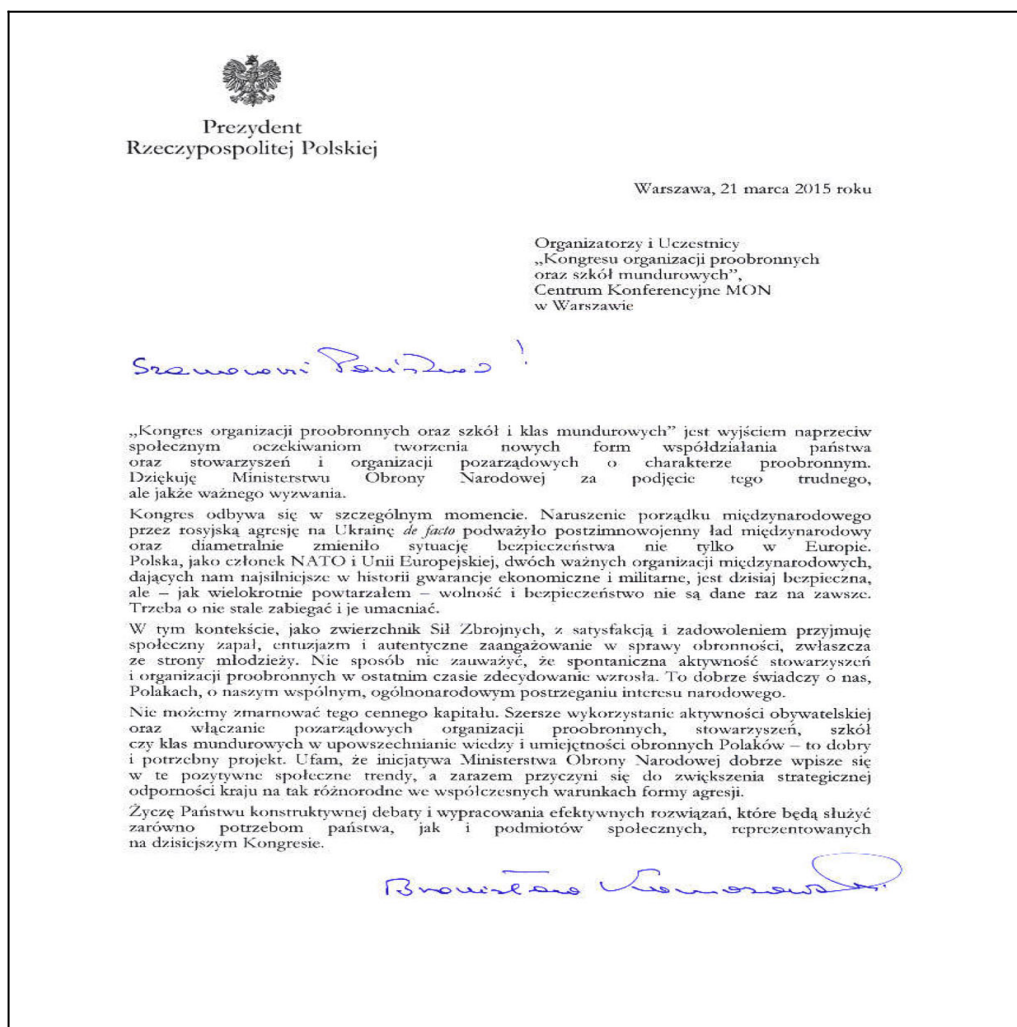 Prezydent
Rzeczypospolitej Polskiej
Warszawa, 21 marca 2015 roku
Organizatorzy i Uczestnicy
„Kongresu organizacji proobronnych
oraz szkół mundurowych”,
Centrum Konferencyjne MON
w Warszawie
Szanowni Państwo !
„Kongres organizacji proobronnych oraz szkół i klas mundurowych” jest wyjściem naprzeciw
społecznym oczekiwaniom tworzenia nowych form współdziałania państwa
oraz stowarzyszeń i organizacji pozarządowych o charakterze proobronnym.
Dziękuję Ministerstwu Obrony Narodowej za podjęcie tego trudnego,
ale jakże ważnego wyzwania.
Kongres odbywa się w szczególnym momencie. Naruszenie porządku międzynarodowego
przez rosyjską agresję na Ukrainę de facto podważyło postzimnowojenny ład międzynarodowy
oraz diametralnie zmieniło sytuację bezpieczeństwa nie tylko w Europie.
Polska, jako członek NATO i Unii Europejskiej, dwóch ważnych organizacji międzynarodowych,
dających nam najsilniejsze w historii gwarancje ekonomiczne i militarne, jest dzisiaj bezpieczna,
ale – jak wielokrotnie powtarzałem – wolność i bezpieczeństwo nie są dane raz na zawsze.
Trzeba o nie stale zabiegać i je umacniać.
W tym kontekście, jako zwierzchnik Sił Zbrojnych, z satysfakcją i zadowoleniem przyjmuję
społeczny zapał, entuzjazm i autentyczne zaangażowanie w sprawy obronności, zwłaszcza
ze strony młodzieży. Nie sposób nie zauważyć, że spontaniczna aktywność stowarzyszeń
i organizacji proobronnych w ostatnim czasie zdecydowanie wzrosła. To dobrze świadczy o nas,
Polakach, o naszym wspólnym, ogólnonarodowym postrzeganiu interesu narodowego.
Nie możemy zmarnować tego cennego kapitału. Szersze wykorzystanie aktywności obywatelskiej
oraz włączanie pozarządowych organizacji proobronnych, stowarzyszeń, szkół
czy klas mundurowych w upowszechnianie wiedzy i umiejętności obronnych Polaków – to dobry
i potrzebny projekt. Ufam, że inicjatywa Ministerstwa Obrony Narodowej dobrze wpisze się
w te pozytywne społeczne trendy, a zarazem przyczyni się do zwiększenia strategicznej
odporności kraju na tak różnorodne we współczesnych warunkach formy agresji.
Życzę Państwu konstruktywnej debaty i wypracowania efektywnych rozwiązań, które będą służyć
zarówno potrzebom państwa, jak i podmiotów społecznych, reprezentowanych
na dzisiejszym Kongresie.
Bronisław Komorowski